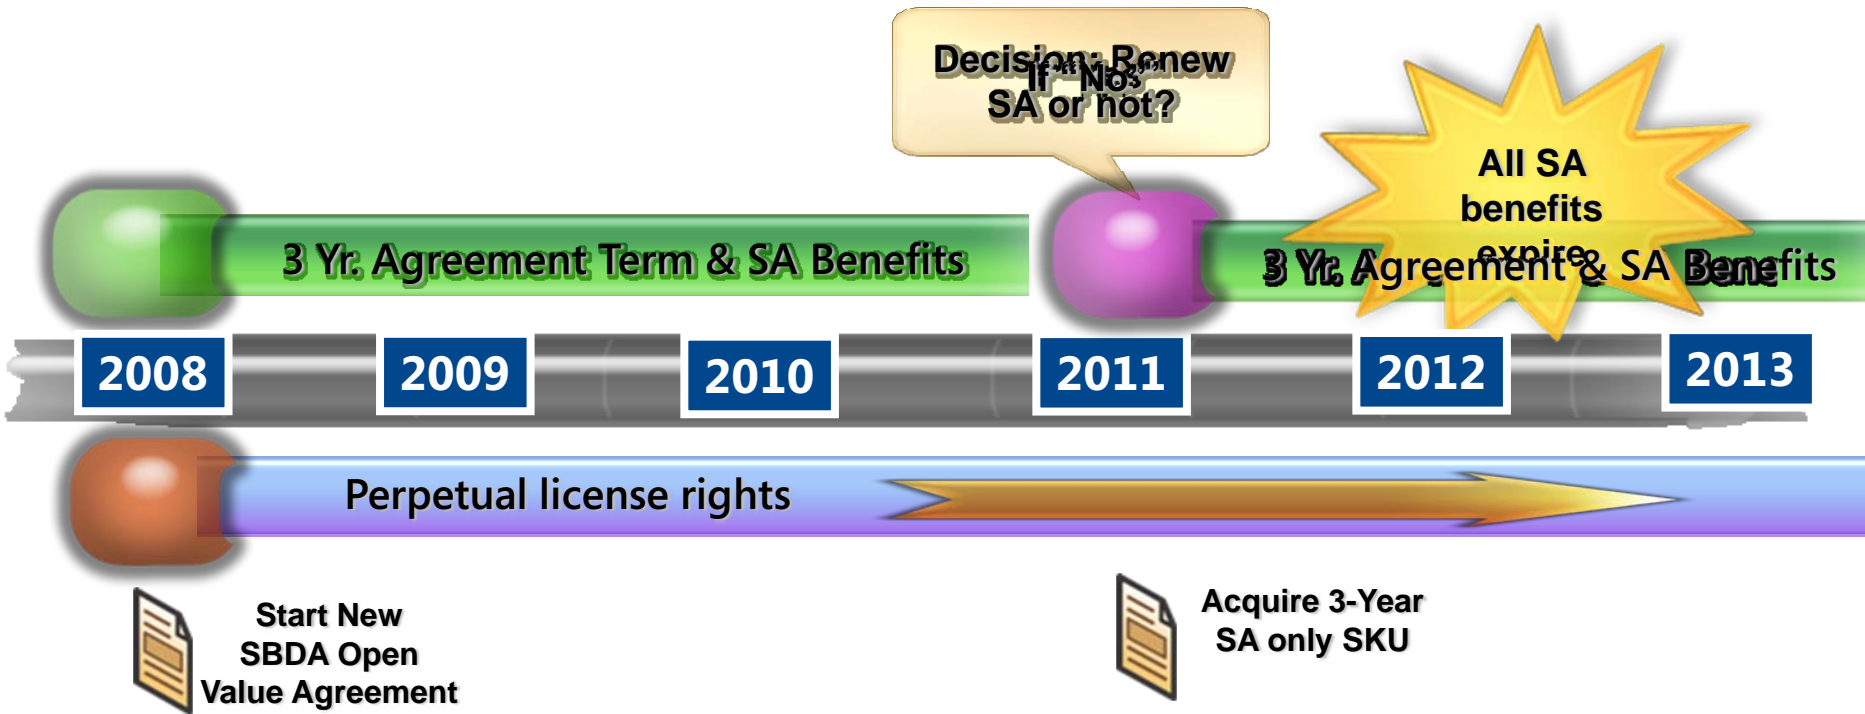 Decision: Renew
SA or not?
If "No"
All SA
benefits
expire
3 Yr. Agreement Term & SA Benefits
3 Yr. Agreement & SA Benefits
2008
2009
2010
2011
2012
2013
Perpetual license rights
Start New
SBDA Open
Value Agreement
Acquire 3-Year
SA only SKU